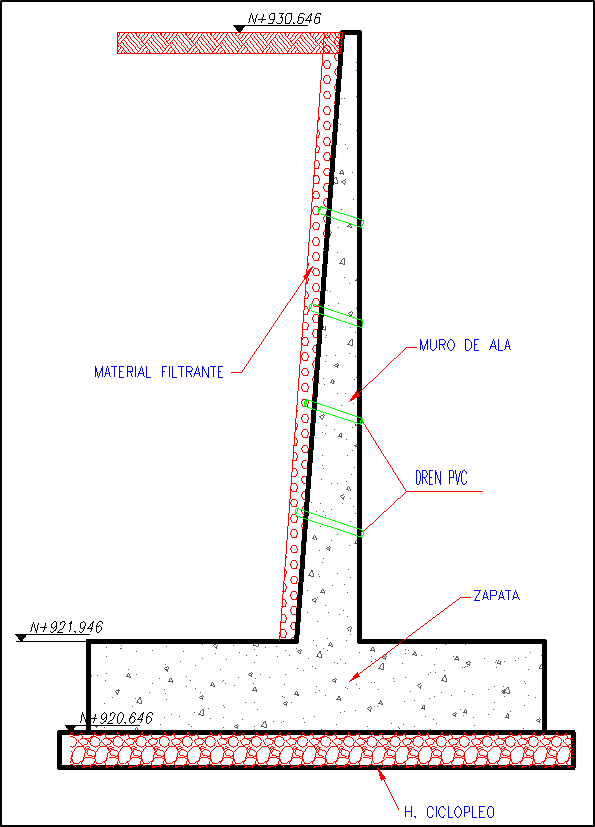 N+930.646
MURO DE ALA
MATERIAL FILTRANTE
DREN PVC
ZAPATA
N+921.946
N+920.646
H. CICLOPLEO